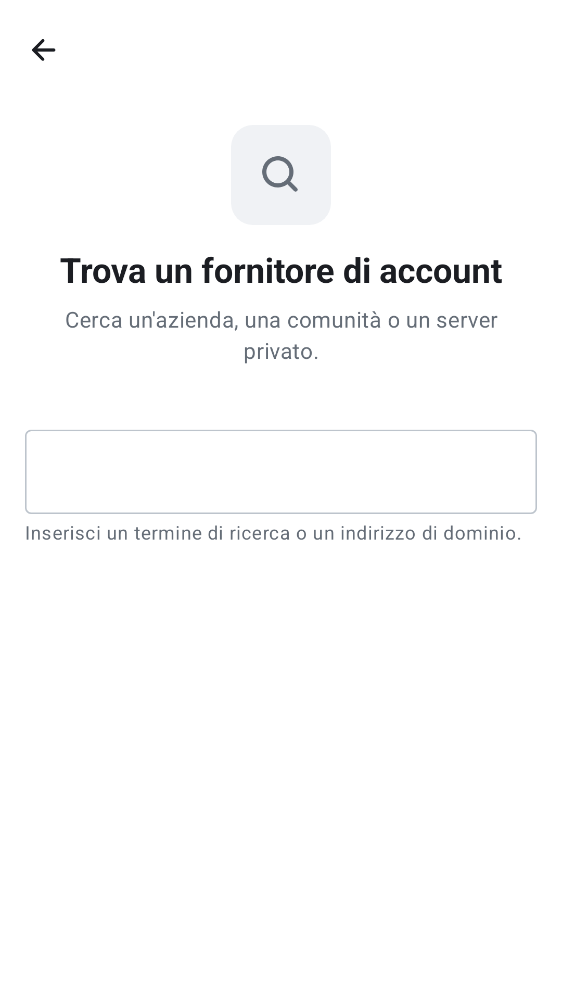 Trova un fornitore di account
Cerca un'azienda, una comunità o un server
privato.
Inserisci un termine di ricerca o un indirizzo di dominio.